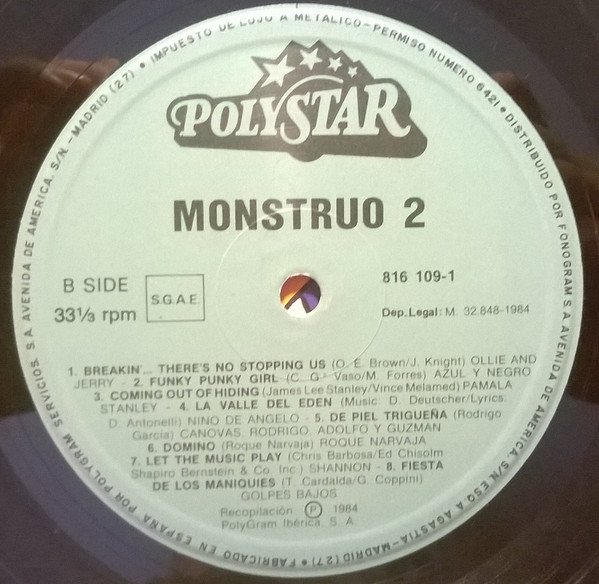 IMPUESTO DE LUJO A METALICO - PERMISO NUMERO 6421 • DISTRIBUIDO POR FONOGRAM S.A AVENIDA DE AMERICA, S/N ESQ A AGASTIA - MADRID (27) • FABRICADO EN ESPAÑA POR POLYGRAM SERVICIOS. S.A AVENIDA DE AMERICA. S/N. - MADRID (27) •
POLYSTAR
MONSTRUO 2
B SIDE
33⅓ rpm
S.G.A.E.
816 109-1
Dep. Legal: M. 32.848-1984
1. BREAKIN'... THERE'S NO STOPPING US (O. E. Brown/J. Knight) OLLIE AND
JERRY - 2. FUNKY PUNKY GIRL (C. Gª Vaso/M. Forres) AZUL Y NEGRO
3. COMING OUT OF HIDING (James Lee Stanley/Vince Melamed) PAMALA
STANLEY - 4. LA VALLE DEL EDEN (Music: D. Deutscher/Lyrics:
D. Antonelli) NINO DE ANGELO - 5. DE PIEL TRIGUEÑA (Rodrigo
García) CANOVAS, RODRIGO, ADOLFO Y GUZMAN
6. DOMINO (Roque Narvaja) ROQUE NARVAJA
7. LET THE MUSIC PLAY (Chris Barbosa/Ed Chisolm
Shapiro Bernstein & Co. Inc.) SHANNON - 8. FIESTA
DE LOS MANIQUIES (T. Cardalda/G. Coppini)
GOLPES BAJOS
Recopilación Ⓟ 1984
PolyGram Ibérica, S. A